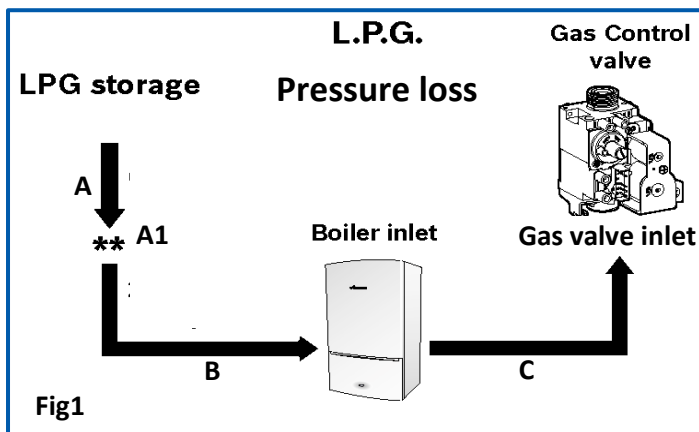 L.P.G.
Pressure loss
Gas Control
valve
LPG storage
A
** A1
Boiler inlet
Gas valve inlet
B
C
Fig1